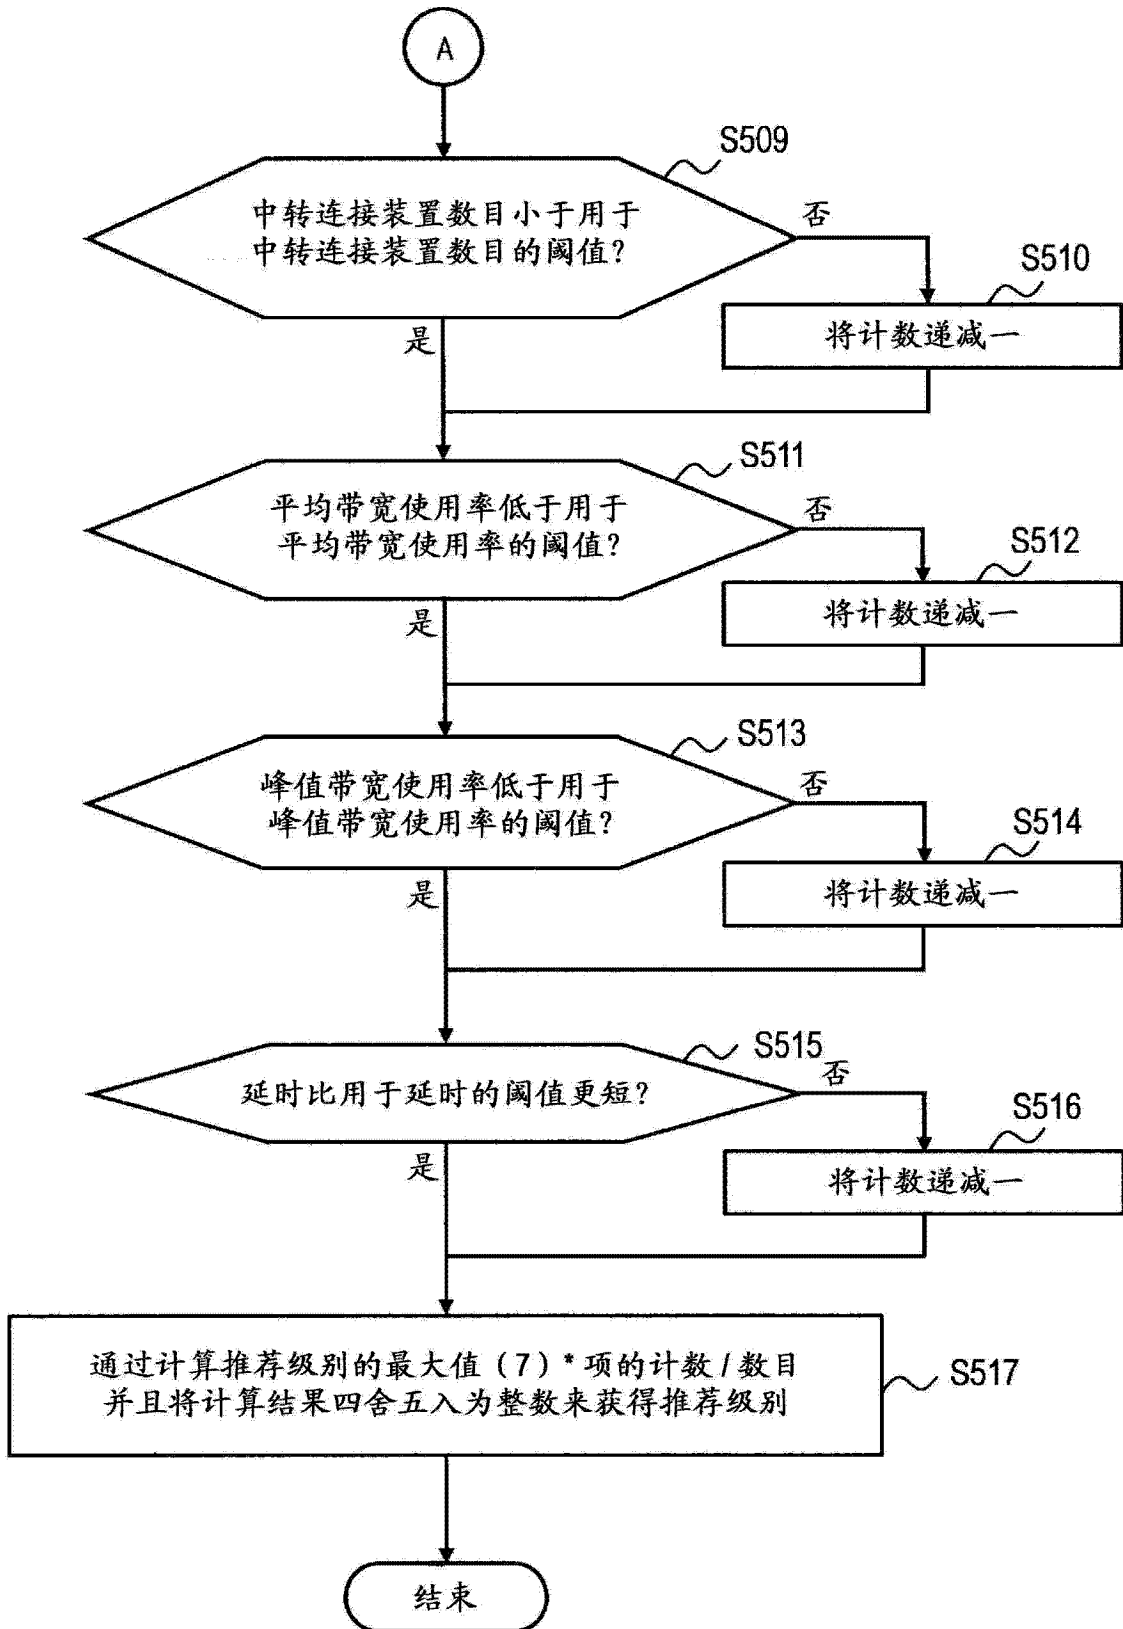 A
S509
中转连接装置数目小于用于
中转连接装置数目的阈值？
否
S510
将计数递减一
是
S511
平均带宽使用率低于用于
平均带宽使用率的阈值？
否
S512
将计数递减一
是
S513
峰值带宽使用率低于用于
峰值带宽使用率的阈值？
否
S514
将计数递减一
是
S515
延时比用于延时的阈值更短？
否
S516
将计数递减一
是
通过计算推荐级别的最大值（7）*项的计数/数目
并且将计算结果四舍五入为整数来获得推荐级别
S517
结束